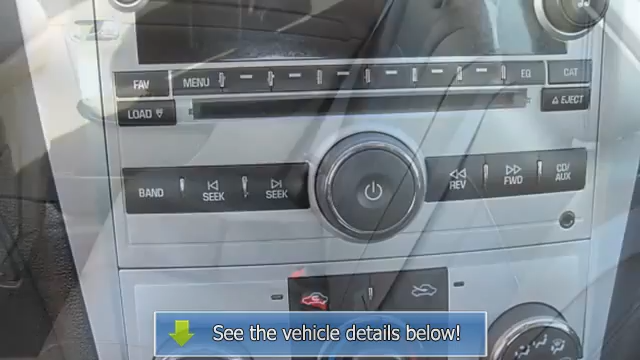 FAV MENU EQ CAT
LOAD EJECT
BAND SEEK SEEK REV FWD CD/AUX
See the vehicle details below!